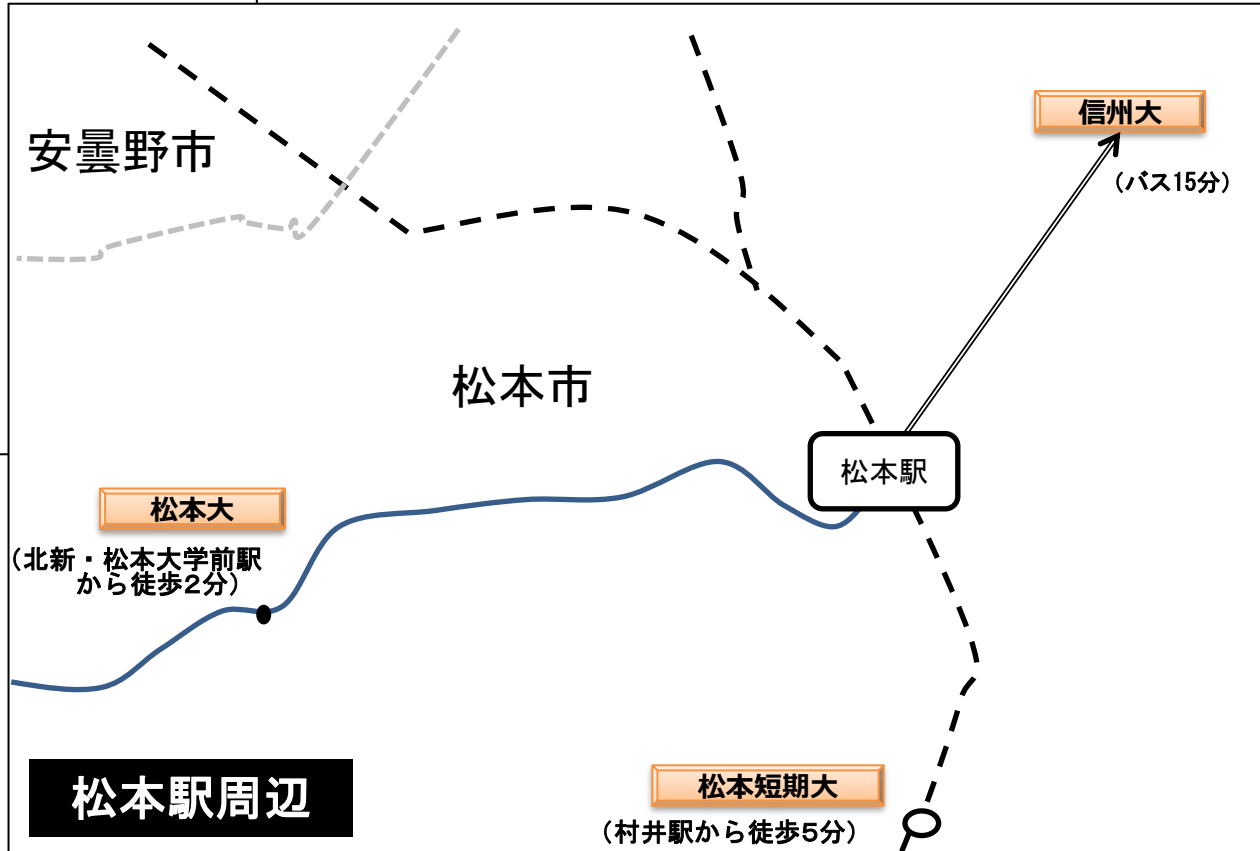 信州大
(バス15分)
安曇野市
松本市
松本駅
松本大
(北新・松本大学前駅
から徒歩2分)
松本短期大
(村井駅から徒歩5分)
松本駅周辺